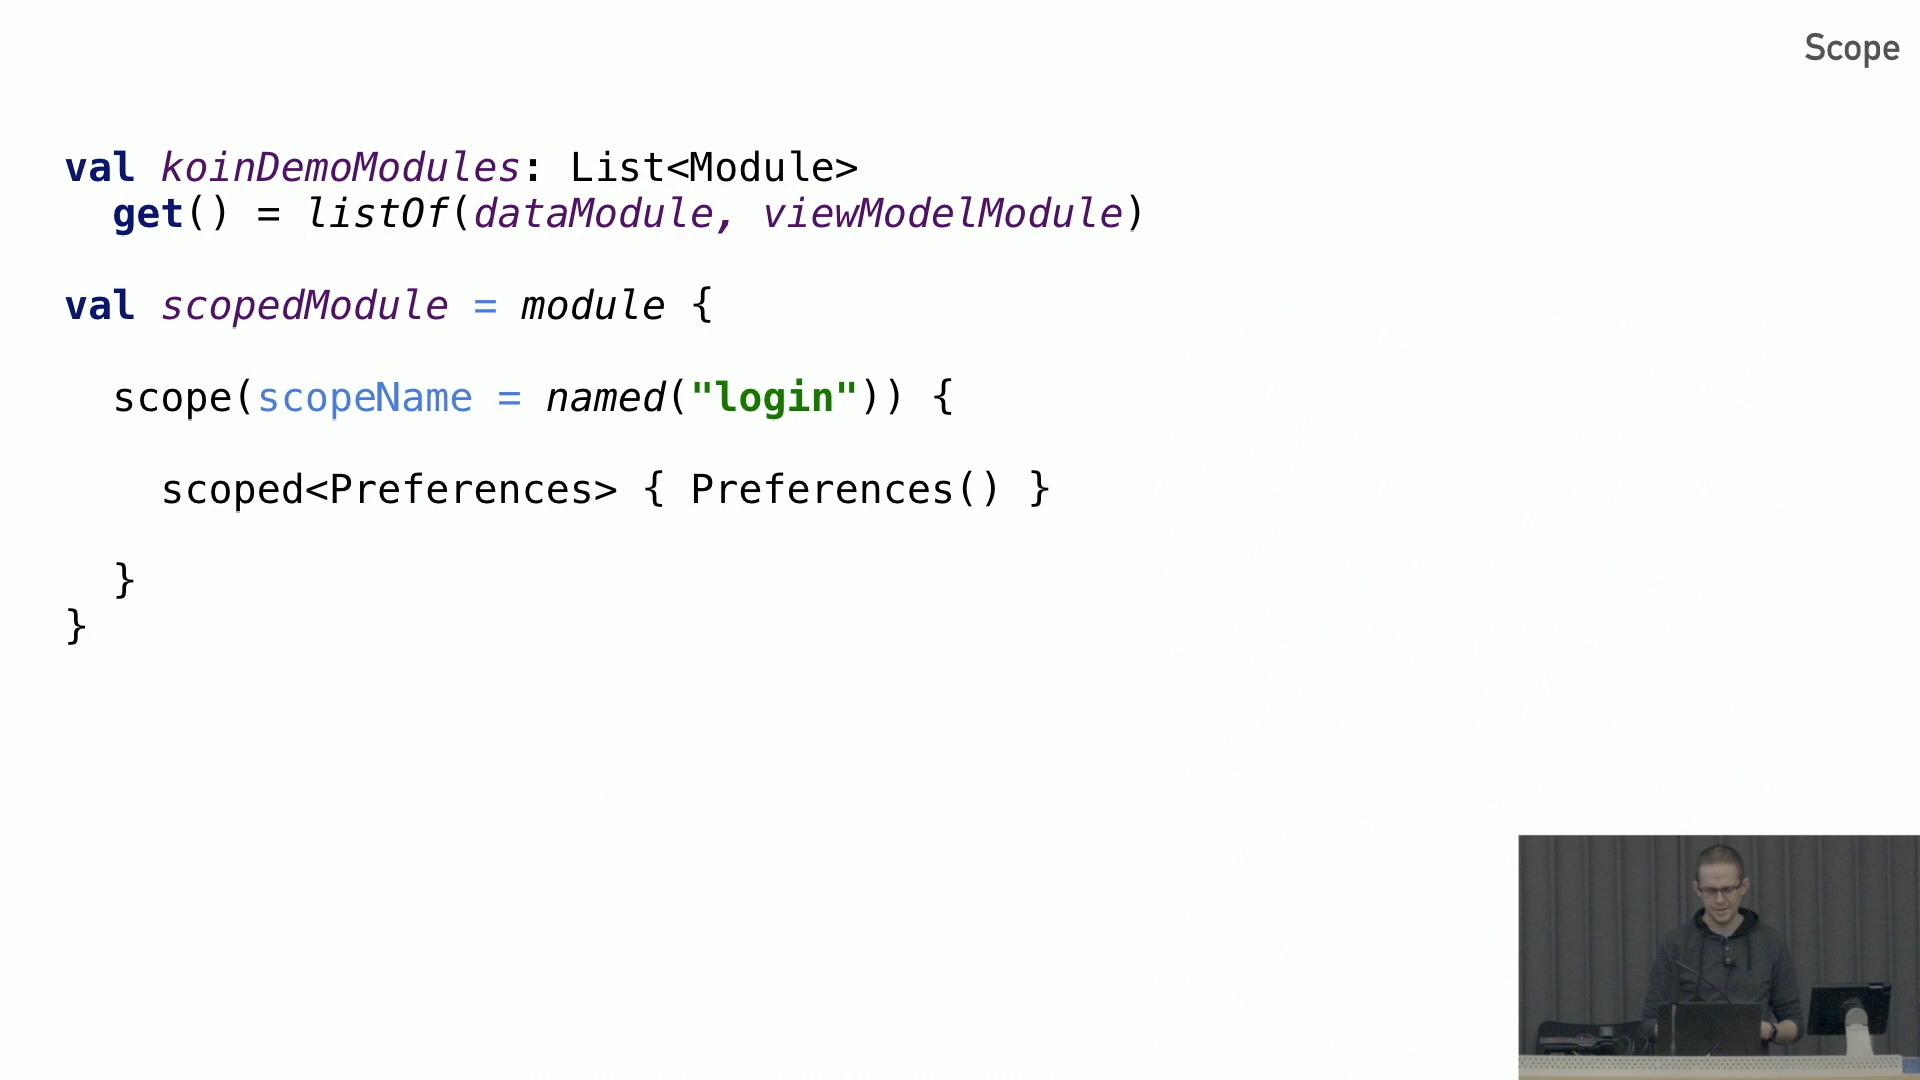 Scope
val koinDemoModules: List<Module>
get() = listOf(dataModule, viewModelModule)
val scopedModule = module {
scope(scopeName = named("login")) {
scoped<Preferences> { Preferences() }
}
}